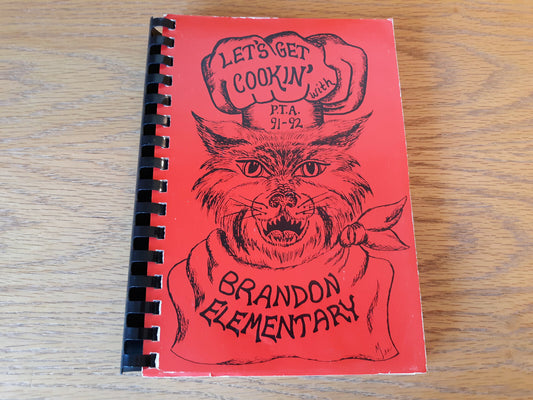 LET'S GET
COOKIN'
with
P.T.A.
91-92
BRANDON
ELEMENTARY